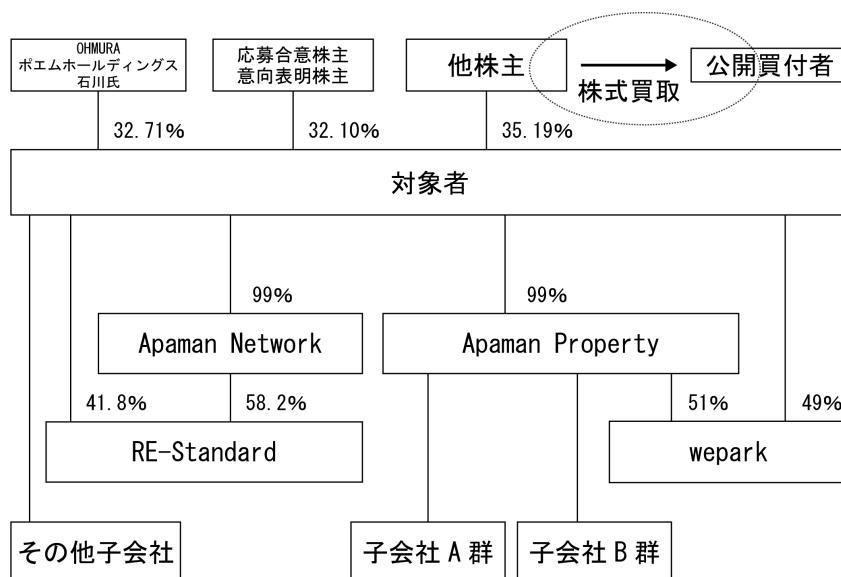 OHMURA
ポエムホールディングス
石川氏
応募合意株主
意向表明株主
他株主
株式買取
公開買付者
32.71%
32.10%
35.19%
対象者
99%
99%
Apaman Network
Apaman Property
41.8%
58.2%
51%
49%
RE-Standard
wepark
その他子会社
子会社A群
子会社B群